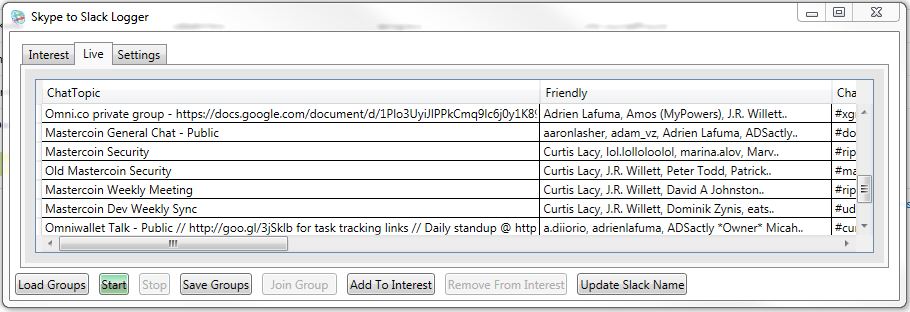 Skype to Slack Logger
Interest Live Settings
ChatTopic Friendly Cha
Omni.co private group - https://docs.google.com/document/d/ Adrien Lafuma, Amos (MyPowers), J.R. Willett.. #xg
Mastercoin General Chat - Public aaronlasher, adam_vz, Adrien Lafuma, ADSactly.. #do
Mastercoin Security Curtis Lacy, lol.lolloloolol, marina.alov, Marv.. #rip
Old Mastercoin Security Curtis Lacy, J.R. Willett, Peter Todd, Patrick.. #ma
Mastercoin Weekly Meeting Curtis Lacy, J.R. Willett, David A Johnston.. #rip
Mastercoin Dev Weekly Sync Curtis Lacy, J.R. Willett, Dominik Zynis, eats.. #ud
Omniwallet Talk - Public // http://goo.gl/3jSklb for task tracking links // Daily standup @ http a.diiorio, adrienlafuma, ADSactly *Owner* Micah.. #cur
Load Groups Start Stop Save Groups Join Group Add To Interest Remove From Interest Update Slack Name